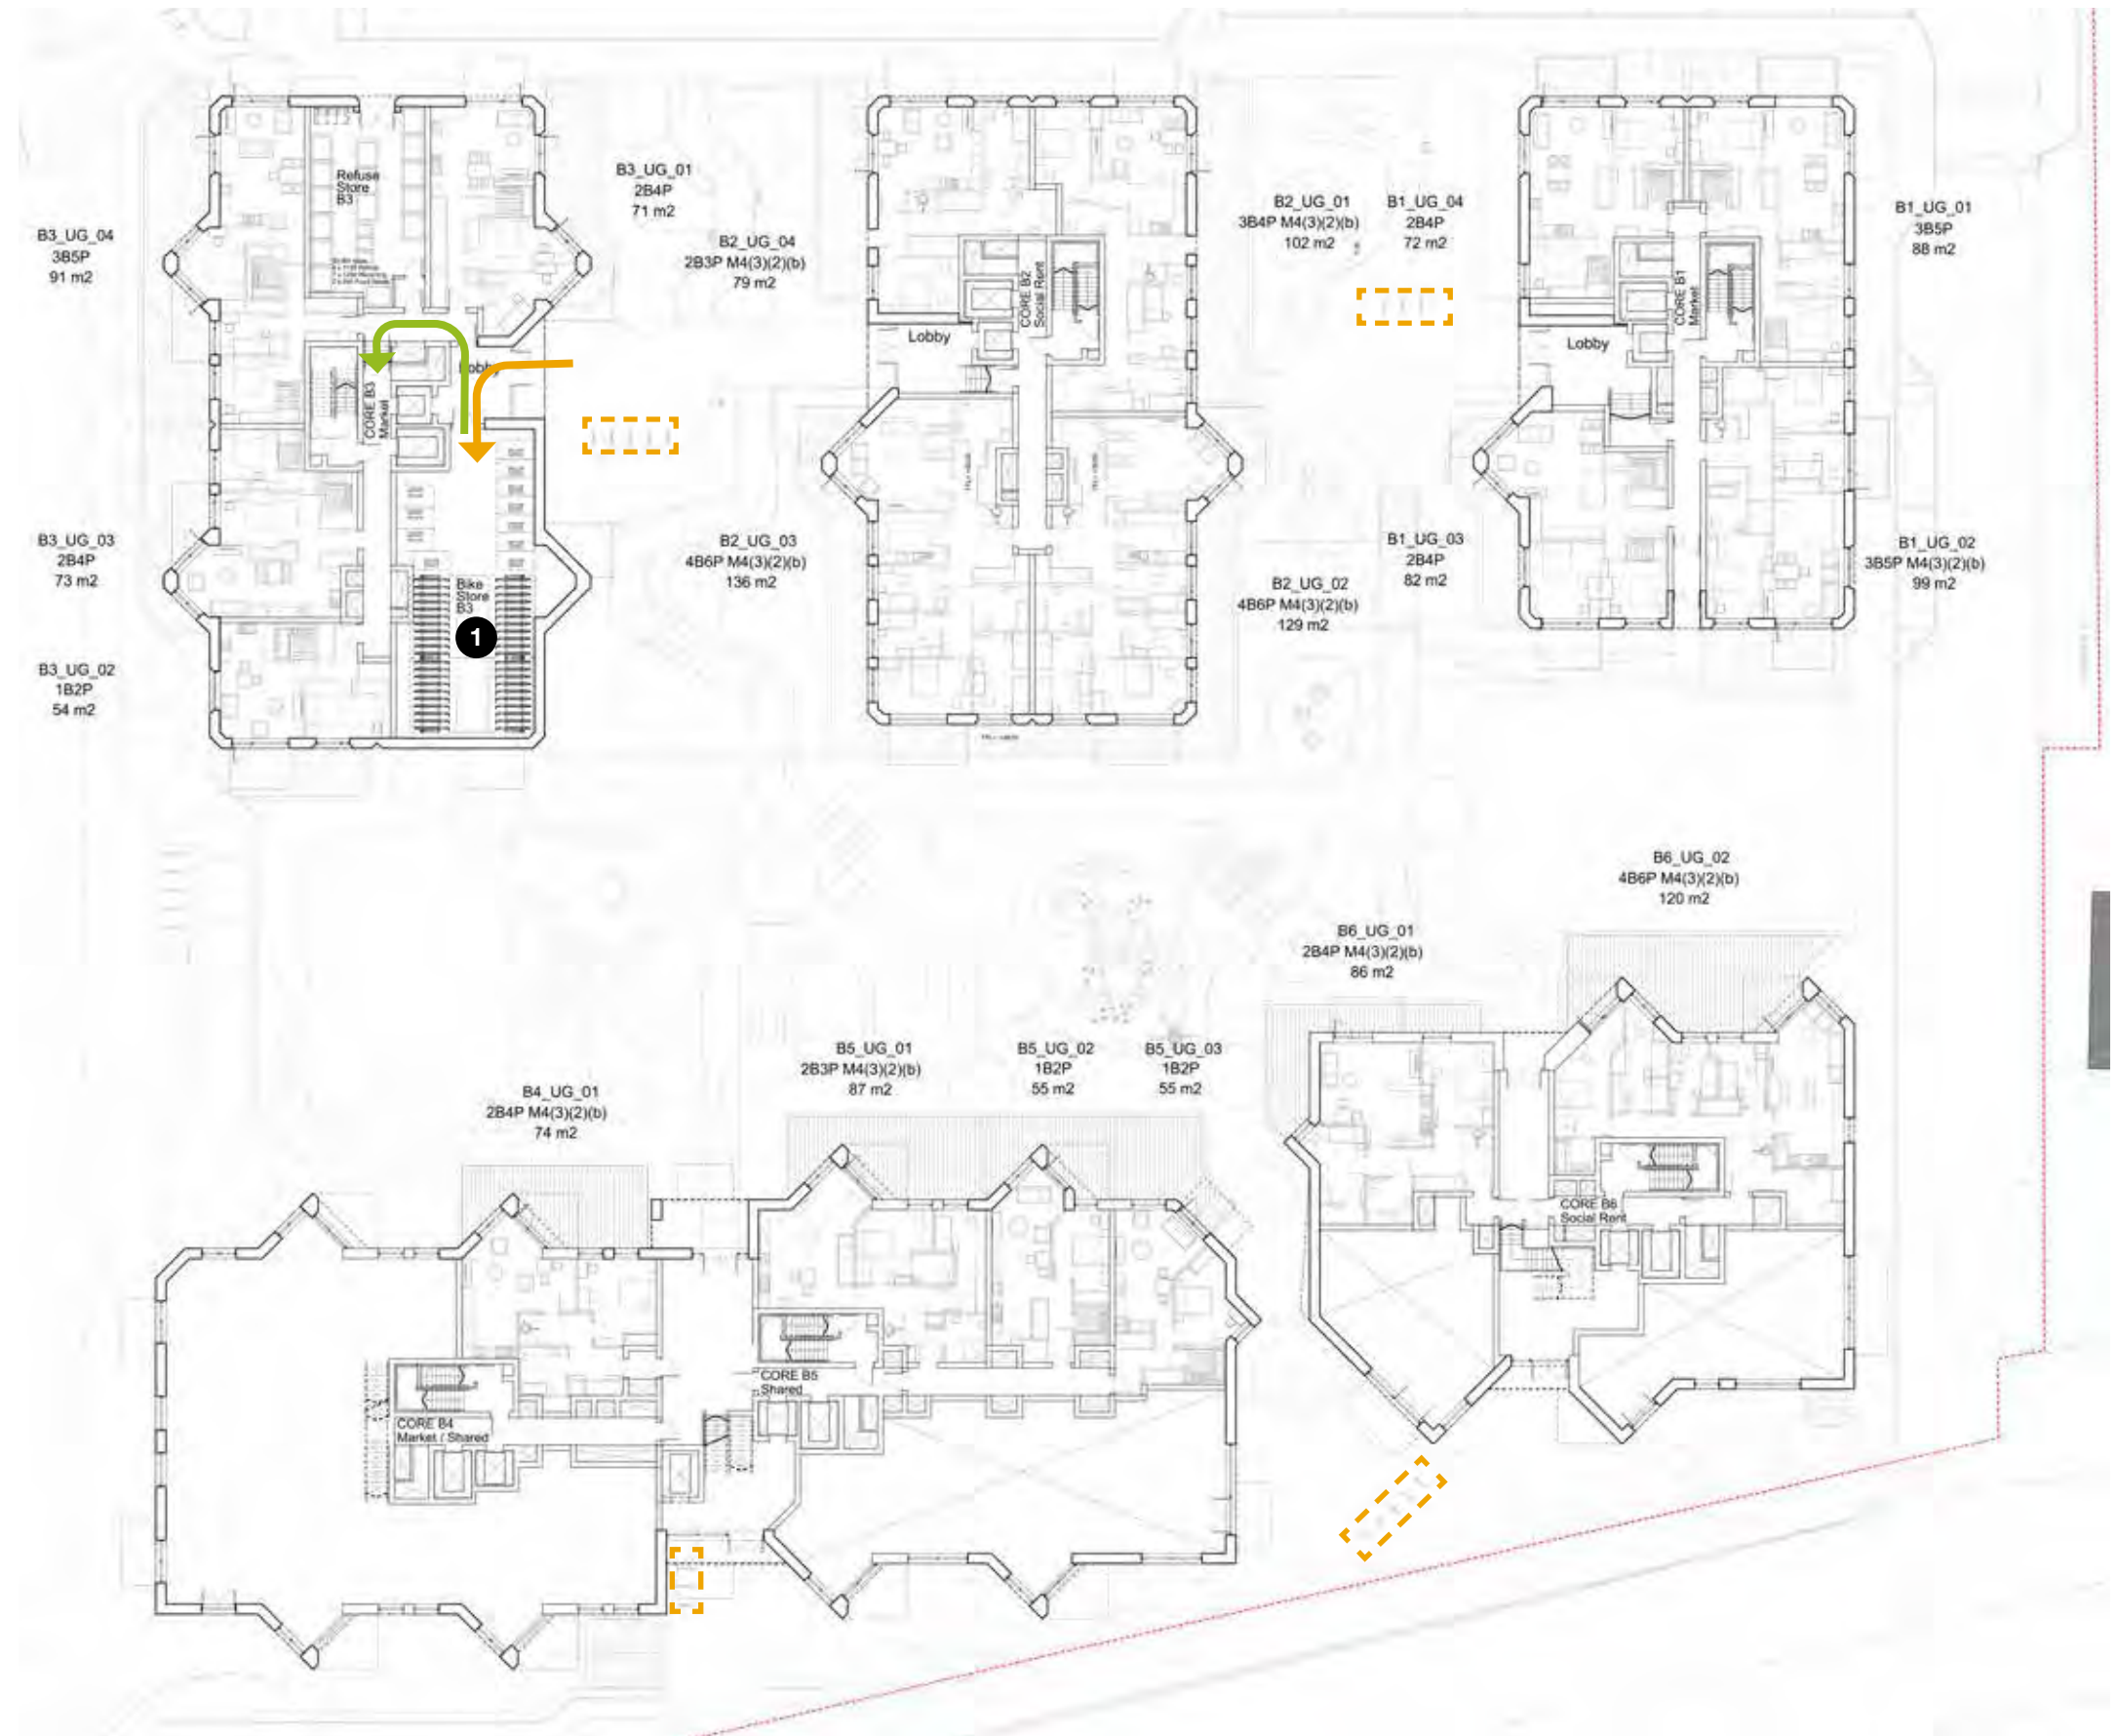 B3_UG_04
3B5P
91 m2
Refuse
Store
B3
B3_UG_01
2B4P
71 m2
B2_UG_04
2B3P M4(3)(2)(b)
79 m2
CORE B2
Social Rent
Lobby
B2_UG_01
3B4P M4(3)(2)(b)
102 m2
B1_UG_04
2B4P
72 m2
CORE B1
Market
Lobby
B1_UG_01
3B5P
88 m2
Lobby
CORE B3
Market
B3_UG_03
2B4P
73 m2
Bike
Store
B3
1
B3_UG_02
1B2P
54 m2
B2_UG_03
4B6P M4(3)(2)(b)
136 m2
B2_UG_02
4B6P M4(3)(2)(b)
129 m2
B1_UG_03
2B4P
82 m2
B1_UG_02
3B5P M4(3)(2)(b)
99 m2
B6_UG_02
4B6P M4(3)(2)(b)
120 m2
B6_UG_01
2B4P M4(3)(2)(b)
86 m2
B5_UG_01
2B3P M4(3)(2)(b)
87 m2
B5_UG_02
1B2P
55 m2
B5_UG_03
1B2P
55 m2
B4_UG_01
2B4P M4(3)(2)(b)
74 m2
CORE B6
Social Rent
CORE B5
Shared
CORE B4
Market / Shared